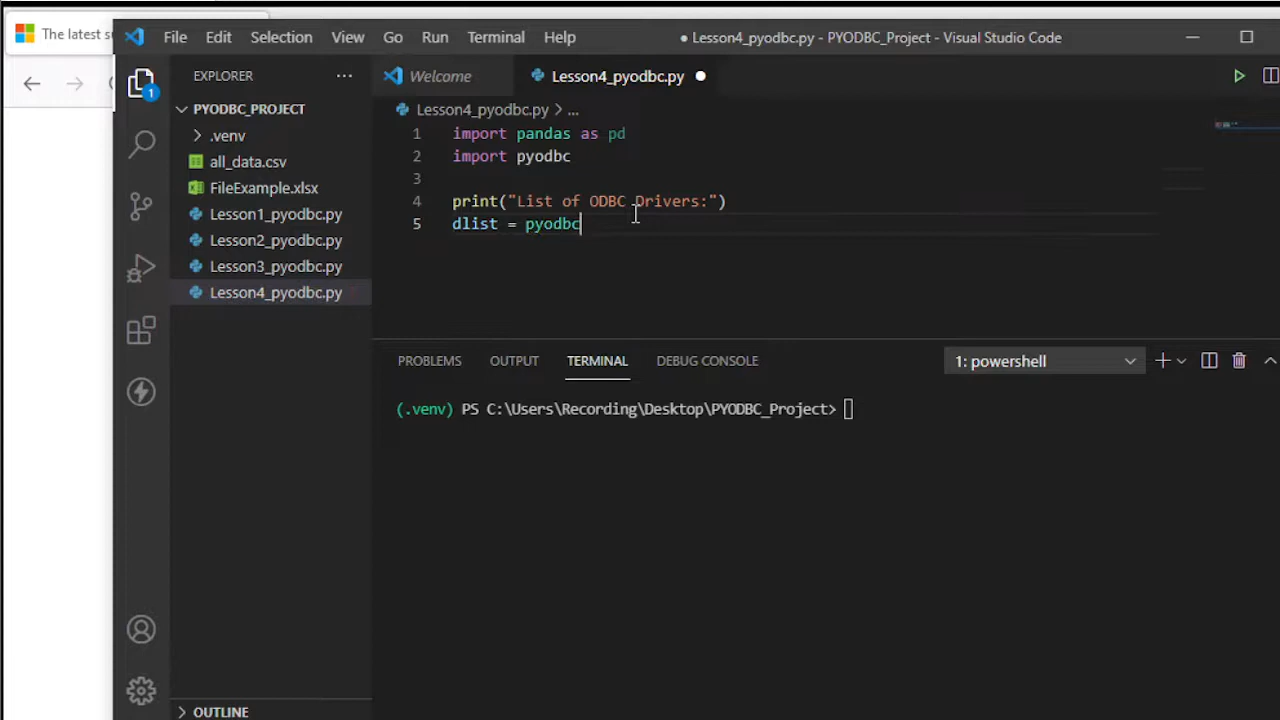 The latest s
File Edit Selection View Go Run Terminal Help ● Lesson4_pyodbc.py - PYODBC_Project - Visual Studio Code
EXPLORER ··· Welcome Lesson4_pyodbc.py ●
1
PYODBC_PROJECT
Lesson4_pyodbc.py > ...
.venv
all_data.csv
FileExample.xlsx
Lesson1_pyodbc.py
Lesson2_pyodbc.py
Lesson3_pyodbc.py
Lesson4_pyodbc.py
1 import pandas as pd
2 import pyodbc
3
4 print("List of ODBC Drivers:")
5 dlist = pyodbc
PROBLEMS OUTPUT TERMINAL DEBUG CONSOLE 1: powershell
(.venv) PS C:\Users\Recording\Desktop\PYODBC_Project>
OUTLINE